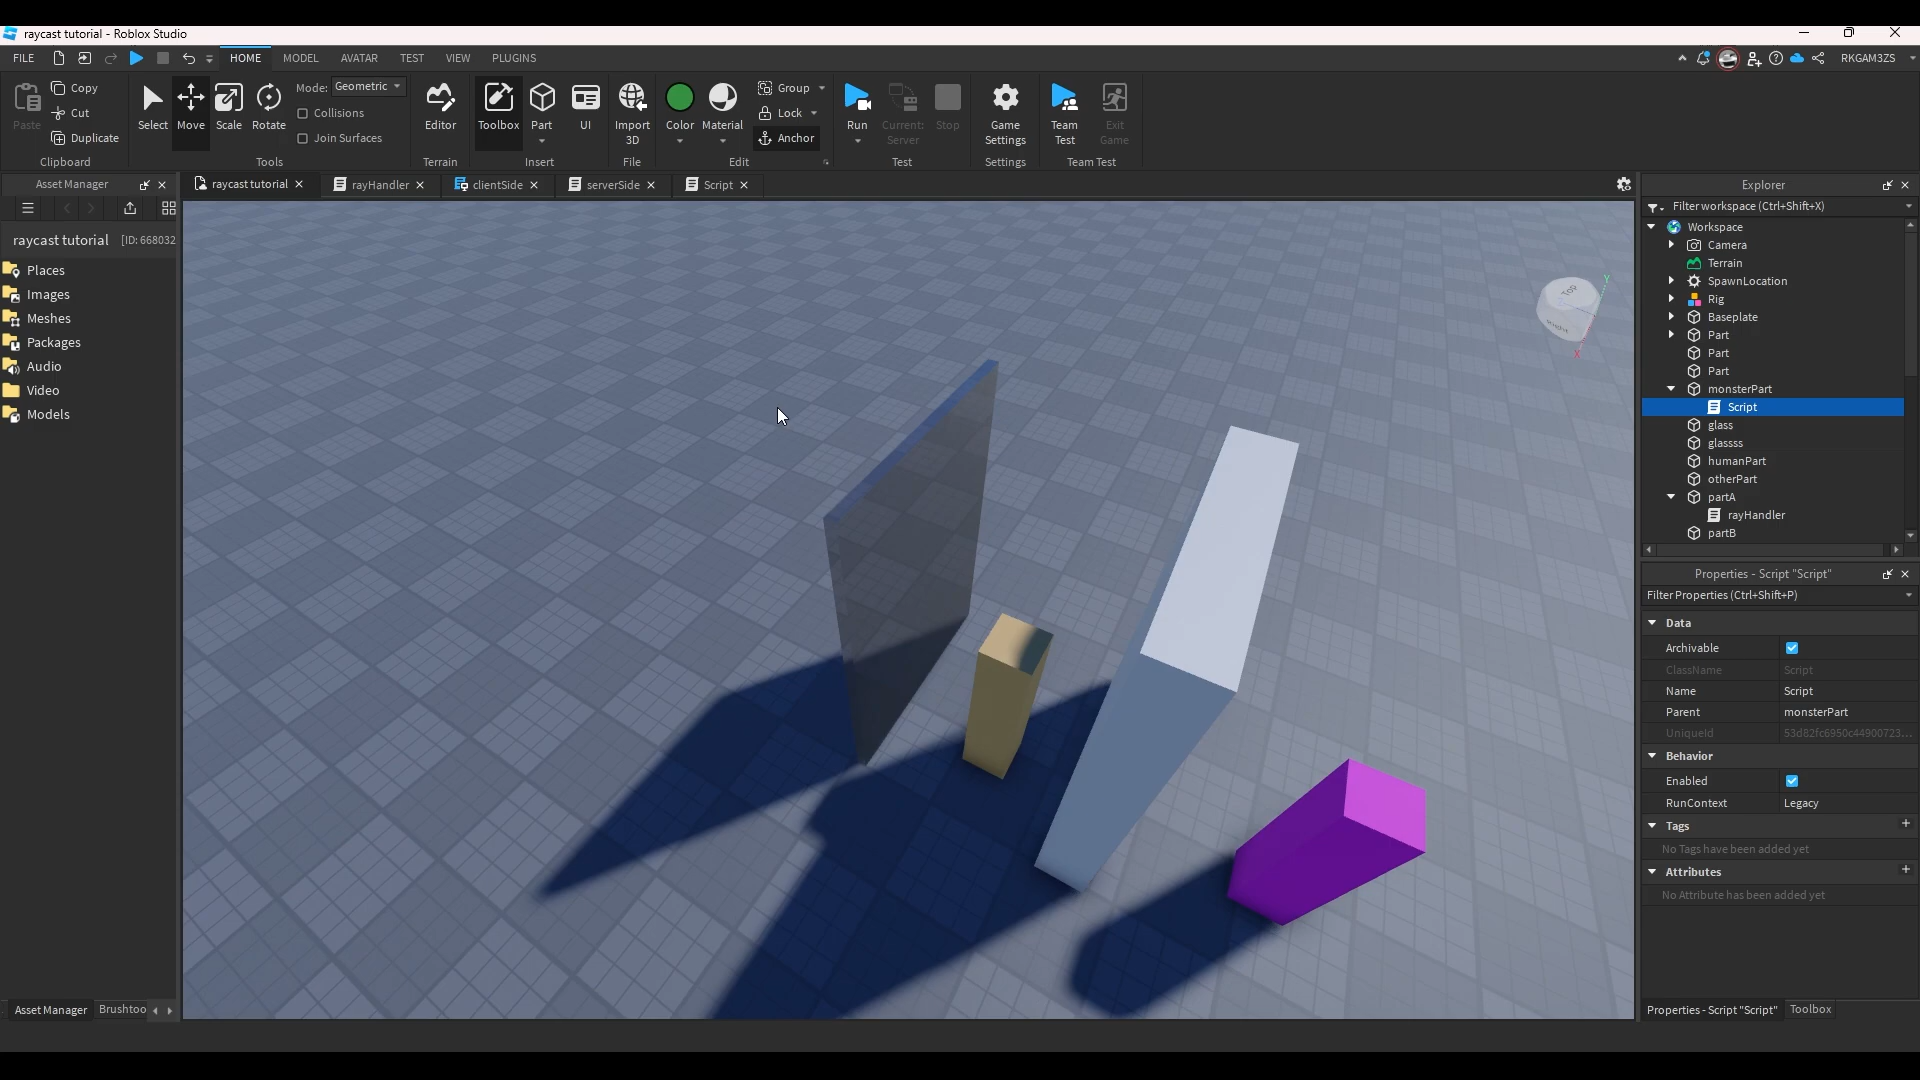 raycast tutorial - Roblox Studio
FILE HOME MODEL AVATAR TEST VIEW PLUGINS RKGAM3ZS
Paste Copy Cut Duplicate
Select Move Scale Rotate
Mode: Geometric
Collisions
Join Surfaces
Editor Toolbox Part UI Import 3D
Color Material Group Lock Anchor
Run Current: Server Stop Game Settings Team Test Exit Game
Clipboard Tools Terrain Insert File Edit Test Settings Team Test
Asset Manager
raycast tutorial rayHandler clientSide serverSide Script
raycast tutorial [ID: 668032
Places
Images
Meshes
Packages
Audio
Video
Models
Asset Manager Brushtoo
Top
Right
Y
X
Explorer
Filter workspace (Ctrl+Shift+X)
Workspace
Camera
Terrain
SpawnLocation
Rig
Baseplate
Part
Part
Part
monsterPart
Script
glass
glassss
humanPart
otherPart
partA
rayHandler
partB
Properties - Script "Script"
Filter Properties (Ctrl+Shift+P)
Data
Archivable
ClassName Script
Name Script
Parent monsterPart
UniqueId 53d82fc6950c44900723...
Behavior
Enabled
RunContext Legacy
Tags
No Tags have been added yet
Attributes
No Attribute has been added yet
Properties - Script "Script" Toolbox